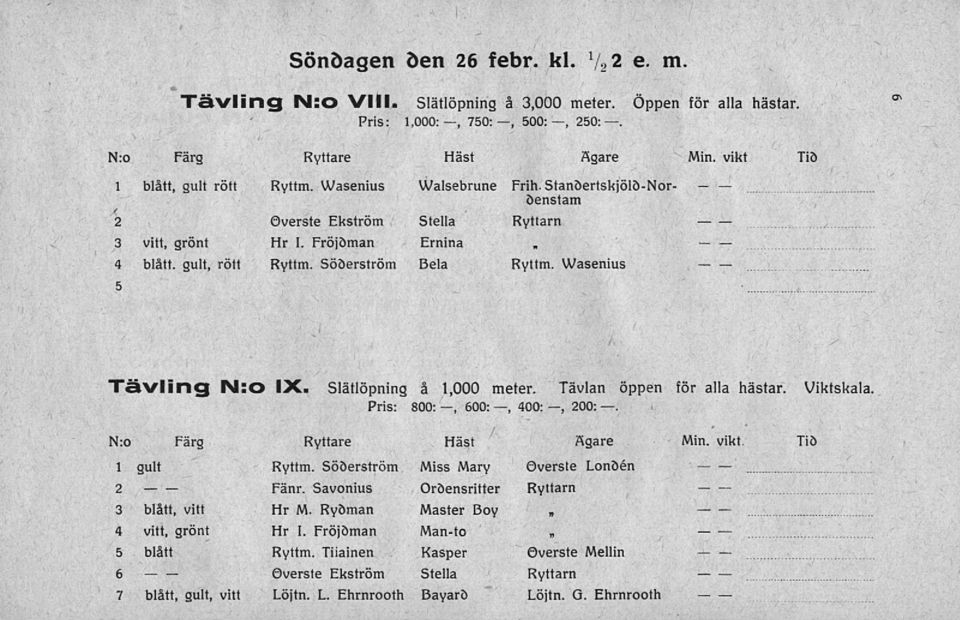 Söndagen den 26 febr. kl. 1/2 2 e. m.
Tävling N:o VIII. Slätlöpning å 3,000 meter. Öppen för alla hästar.
Pris: 1,000: —, 750: —, 500: —, 250: —.
9
N:o Färg Ryttare Häst Ägare Min. vikt Tid
1 blått, gult rött Ryttm. Wasenius Walsebrune Frih. Standertskjöld-Nor- — —
denstam
2 Överste Ekström Stella Ryttarn — —
3 vitt, grönt Hr I. Fröjdman Ernina „ — —
4 blått. gult, rött Ryttm. Söderström Bela Ryttm. Wasenius — —
5
Tävling N:o IX. Slätlöpning å 1,000 meter. Tävlan öppen för alla hästar. Viktskala.
Pris: 800: —, 600: —, 400: —, 200: —.
N:o Färg Ryttare Häst Ägare Min. vikt. Tid
1 gult Ryttm. Söderström Miss Mary Överste Londén — —
2 — — Fänr. Savonius Ordensritter Ryttarn — —
3 blått, vitt Hr M. Rydman Master Boy „ — —
4 vitt, grönt Hr I. Fröjdman Man-to „ — —
5 blått Ryttm. Tiiainen Kasper Överste Mellin — —
6 — — Överste Ekström Stella Ryttarn — —
7 blått, gult, vitt Löjtn. L. Ehrnrooth Bayard Löjtn. G. Ehrnrooth — —